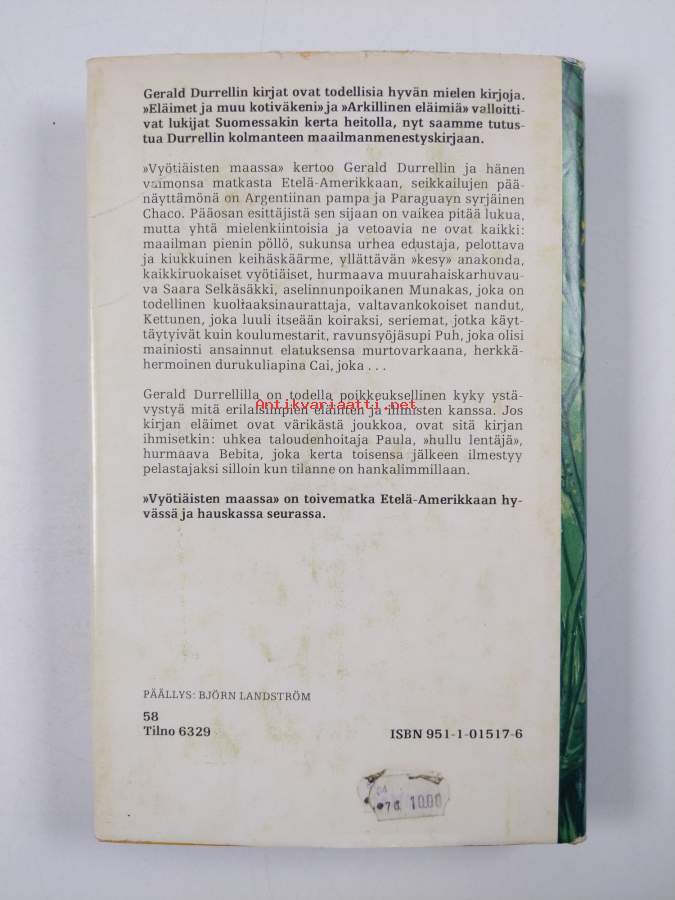 Gerald Durrellin kirjat ovat todellisia hyvän mielen kirjoja.
»Eläimet ja muu kotiväkeni» ja »Arkillinen eläimiä» valloitti-
vat lukijat Suomessakin kerta heitolla, nyt saamme tutus-
tua Durrellin kolmanteen maailmanmenestyskirjaan.
»Vyötiäisten maassa» kertoo Gerald Durrellin ja hänen
vaimonsa matkasta Etelä-Amerikkaan, seikkailujen pää-
näyttämönä on Argentiinan pampa ja Paraguayn syrjäinen
Chaco. Pääosan esittäjistä sen sijaan on vaikea pitää lukua,
mutta yhtä mielenkiintoisia ja vetoavia ne ovat kaikki:
maailman pienin pöllö, sukunsa urhea edustaja, pelottava
ja kiukkuinen keihäskäärme, yllättävän »kesy» anakonda,
kaikkiruokaiset vyötiäiset, hurmaava muurahaiskarhuvau-
va Saara Selkäsäkki, aselinnunpoikanen Munakas, joka on
todellinen kuoliaaksinaurattaja, valtavankokoiset nandut,
Kettunen, joka luuli itseään koiraksi, seriemat, jotka käyt-
täytyivät kuin koulumestarit, ravunsyöjäsupi Puh, joka olisi
mainiosti ansainnut elatuksensa murtovarkaana, herkkä-
hermoinen durukuliapina Cai, joka . . .
Gerald Durrellilla on todella poikkeuksellinen kyky ystä-
vystyä mitä erilaisimpien eläinten ja ihmisten kanssa. Jos
Antikvariaatti.net
kirjan eläimet ovat värikästä joukkoa, ovat sitä kirjan
ihmisetkin: uhkea taloudenhoitaja Paula, »hullu lentäjä»,
hurmaava Bebita, joka kerta toisensa jälkeen ilmestyy
pelastajaksi silloin kun tilanne on hankalimmillaan.
»Vyötiäisten maassa» on toivematka Etelä-Amerikkaan hy-
vässä ja hauskassa seurassa.
PÄÄLLYS: BJÖRN LANDSTRÖM
58
Tilno 6329
ISBN 951-1-01517-6
04
76 10.00